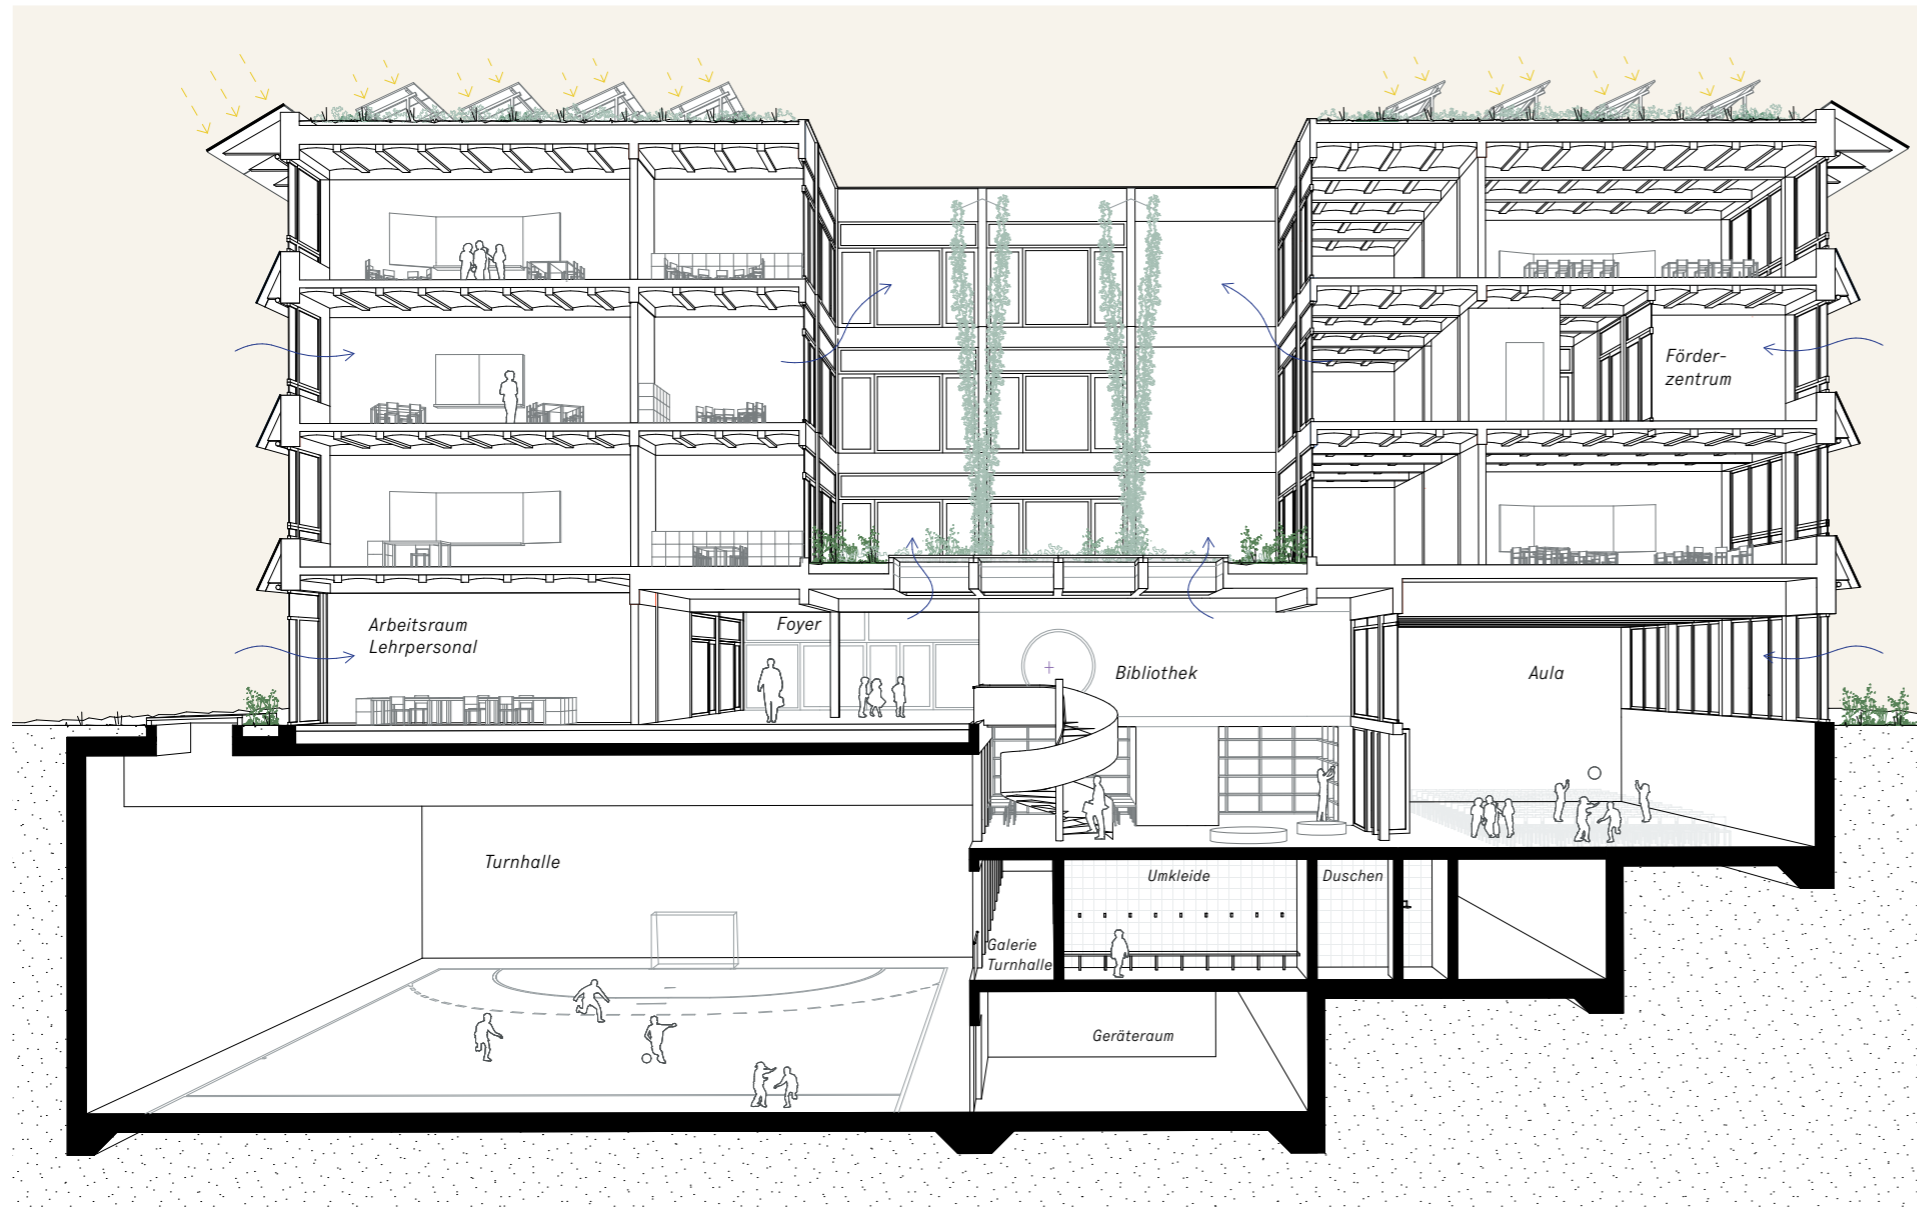 Förder-
zentrum
Arbeitsraum
Lehrpersonal
Foyer
Bibliothek
Aula
Turnhalle
Umkleide
Duschen
Galerie
Turnhalle
Geräteraum